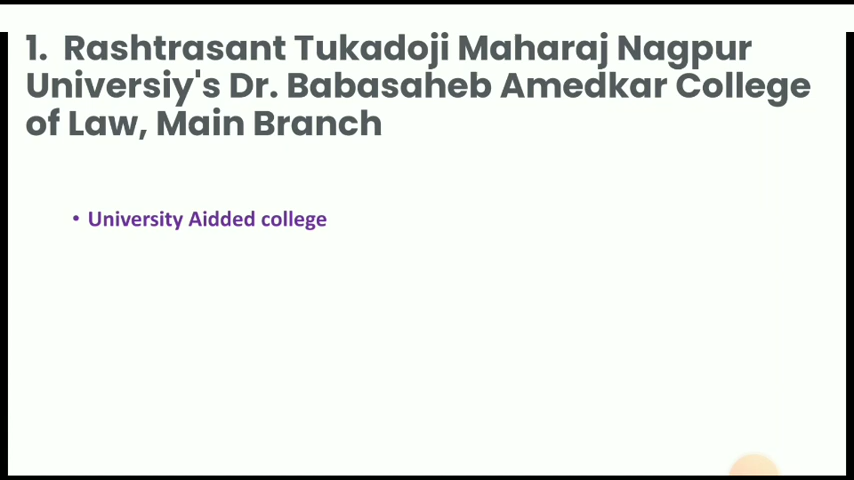 1. Rashtrasant Tukadoji Maharaj Nagpur
Universiy's Dr. Babasaheb Amedkar College
of Law, Main Branch
• University Aidded college